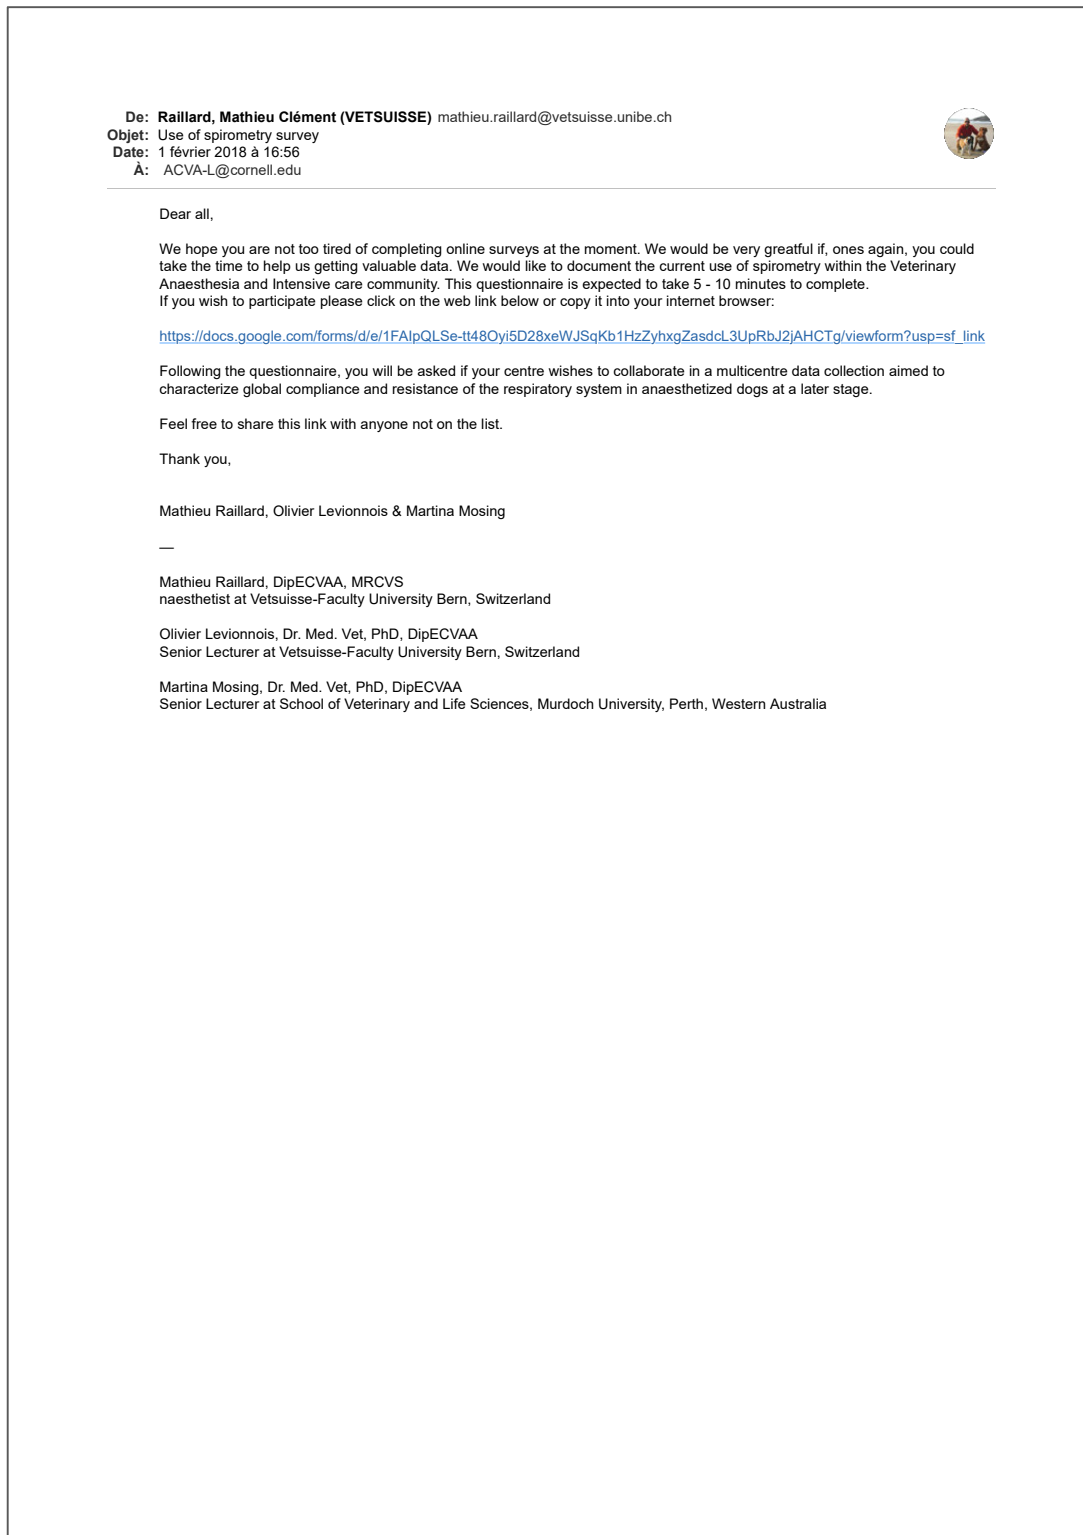 De: Raillard, Mathieu Clément (VETSUISSE) mathieu.raillard@vetsuisse.unibe.ch
Objet: Use of spirometry survey
Date: 1 février 2018 à 16:56
À: ACVA-L@cornell.edu
Dear all,
We hope you are not too tired of completing online surveys at the moment. We would be very greatful if, ones again, you could
take the time to help us getting valuable data. We would like to document the current use of spirometry within the Veterinary
Anaesthesia and Intensive care community. This questionnaire is expected to take 5 - 10 minutes to complete.
If you wish to participate please click on the web link below or copy it into your internet browser:
https://docs.google.com/forms/d/e/1FAIpQLSe-tt48Oyi5D28xeWJSqKb1HzZyhxgZasdcL3UpRbJ2jAHCTg/viewform?usp=sf_link
Following the questionnaire, you will be asked if your centre wishes to collaborate in a multicentre data collection aimed to
characterize global compliance and resistance of the respiratory system in anaesthetized dogs at a later stage.
Feel free to share this link with anyone not on the list.
Thank you,
Mathieu Raillard, Olivier Levionnois & Martina Mosing
—
Mathieu Raillard, DipECVAA, MRCVS
naesthetist at Vetsuisse-Faculty University Bern, Switzerland
Olivier Levionnois, Dr. Med. Vet, PhD, DipECVAA
Senior Lecturer at Vetsuisse-Faculty University Bern, Switzerland
Martina Mosing, Dr. Med. Vet, PhD, DipECVAA
Senior Lecturer at School of Veterinary and Life Sciences, Murdoch University, Perth, Western Australia